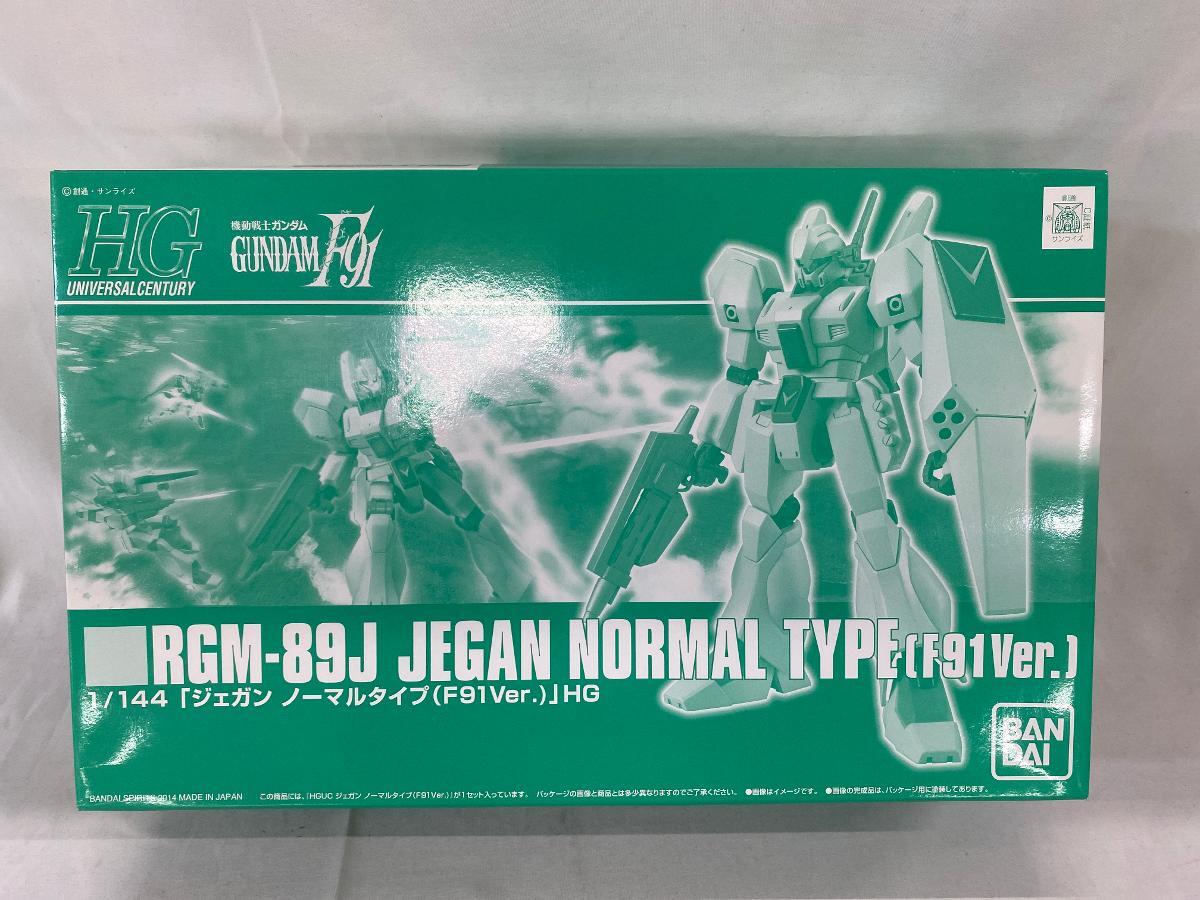 ©創通・サンライズ
HG
UNIVERSAL CENTURY
機動戦士ガンダム
GUNDAM F91
サンライズ
RGM-89J JEGAN NORMAL TYPE(F91Ver.)
1/144「ジェガン ノーマルタイプ(F91Ver.)」HG
BAN
DAI
BANDAI SPIRITS 2014 MADE IN JAPAN
この商品には、「HGUC ジェガン ノーマルタイプ(F91Ver.)」が1セット入っています。 パッケージの画像と商品とは多少異なりますのでご了承ください。 ●画像はイメージです。 ●画像の完成品は、パッケージ用に塗装してあります。